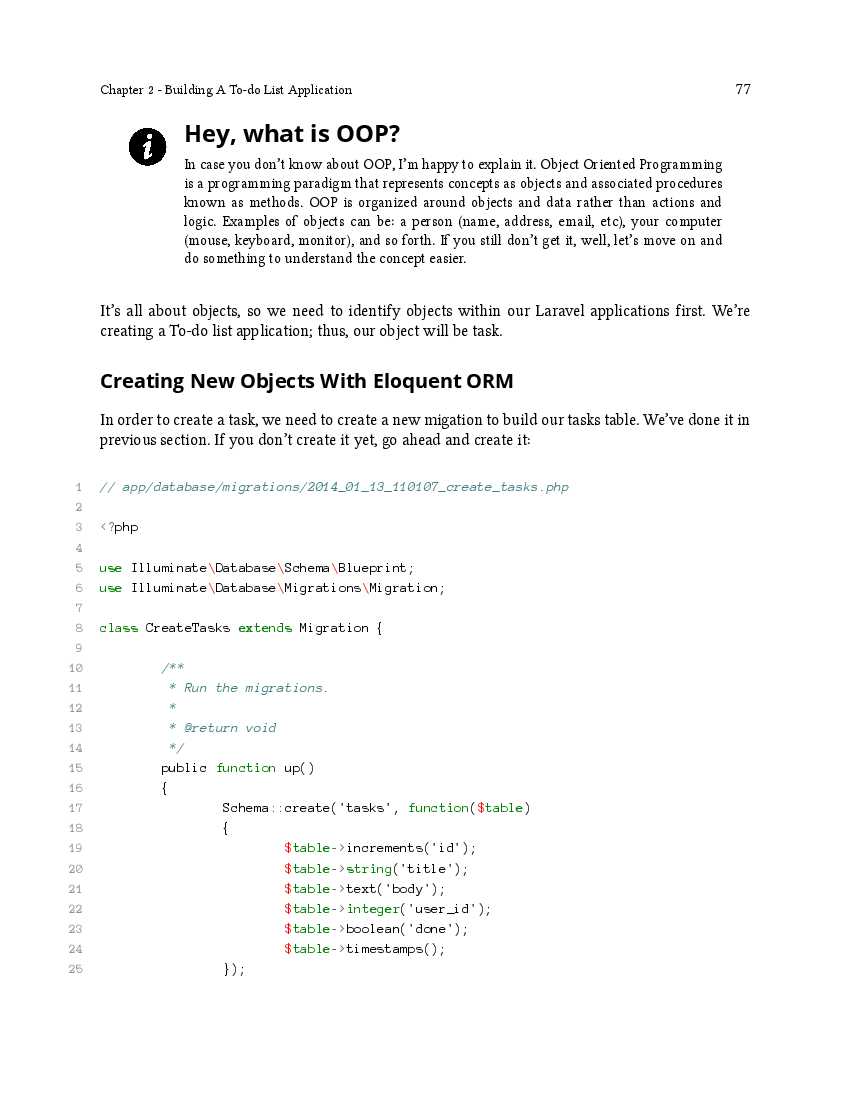 Chapter 2 - Building A To-do List Application 77
Hey, what is OOP?
In case you don't know about OOP, I'm happy to explain it. Object Oriented Programming
is a programming paradigm that represents concepts as objects and associated procedures
known as methods. OOP is organized around objects and data rather than actions and
logic. Examples of objects can be: a person (name, address, email, etc), your computer
(mouse, keyboard, monitor), and so forth. If you still don't get it, well, let's move on and
do something to understand the concept easier.
It's all about objects, so we need to identify objects within our Laravel applications first. We're
creating a To-do list application; thus, our object will be task.
Creating New Objects With Eloquent ORM
In order to create a task, we need to create a new migation to build our tasks table. We've done it in
previous section. If you don't create it yet, go ahead and create it:
1 // app/database/migrations/2014_01_13_110107_create_tasks.php
2
3 <?php
4
5 use Illuminate\Database\Schema\Blueprint;
6 use Illuminate\Database\Migrations\Migration;
7
8 class CreateTasks extends Migration {
9
10 /**
11 * Run the migrations.
12 *
13 * @return void
14 */
15 public function up()
16 {
17 Schema::create('tasks', function($table)
18 {
19 $table->increments('id');
20 $table->string('title');
21 $table->text('body');
22 $table->integer('user_id');
23 $table->boolean('done');
24 $table->timestamps();
25 });